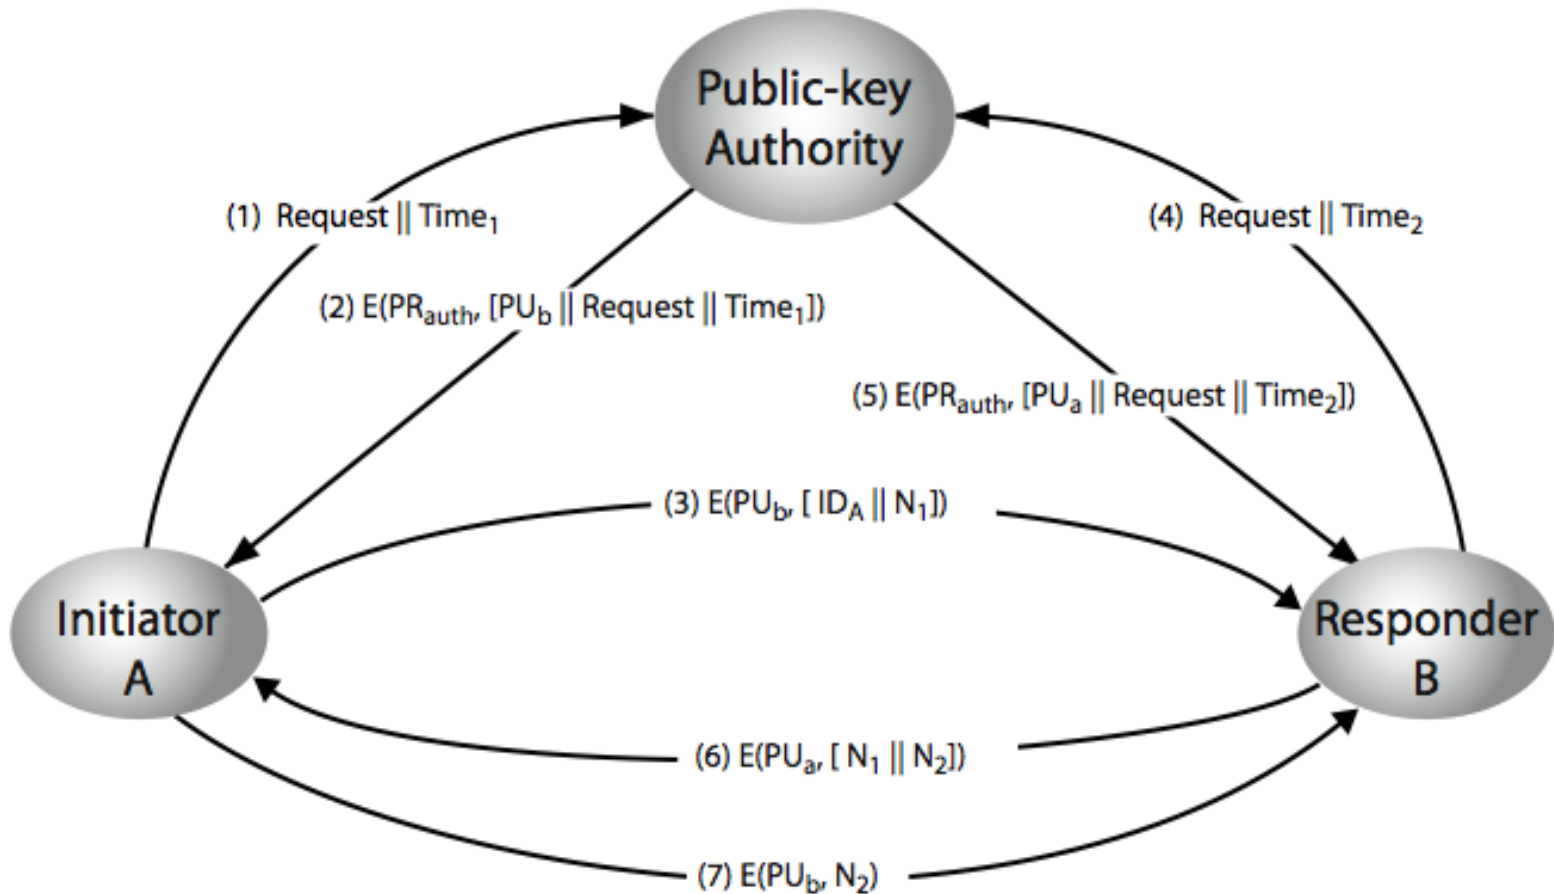 Public-key
Authority
(1) Request || Time₁
(4) Request || Time₂
(2) E(PRauth, [PUb || Request || Time₁])
(5) E(PRauth, [PUa || Request || Time₂])
(3) E(PUb, [ IDA || N₁])
Initiator
A
Responder
B
(6) E(PUa, [ N₁ || N₂])
(7) E(PUb, N₂)